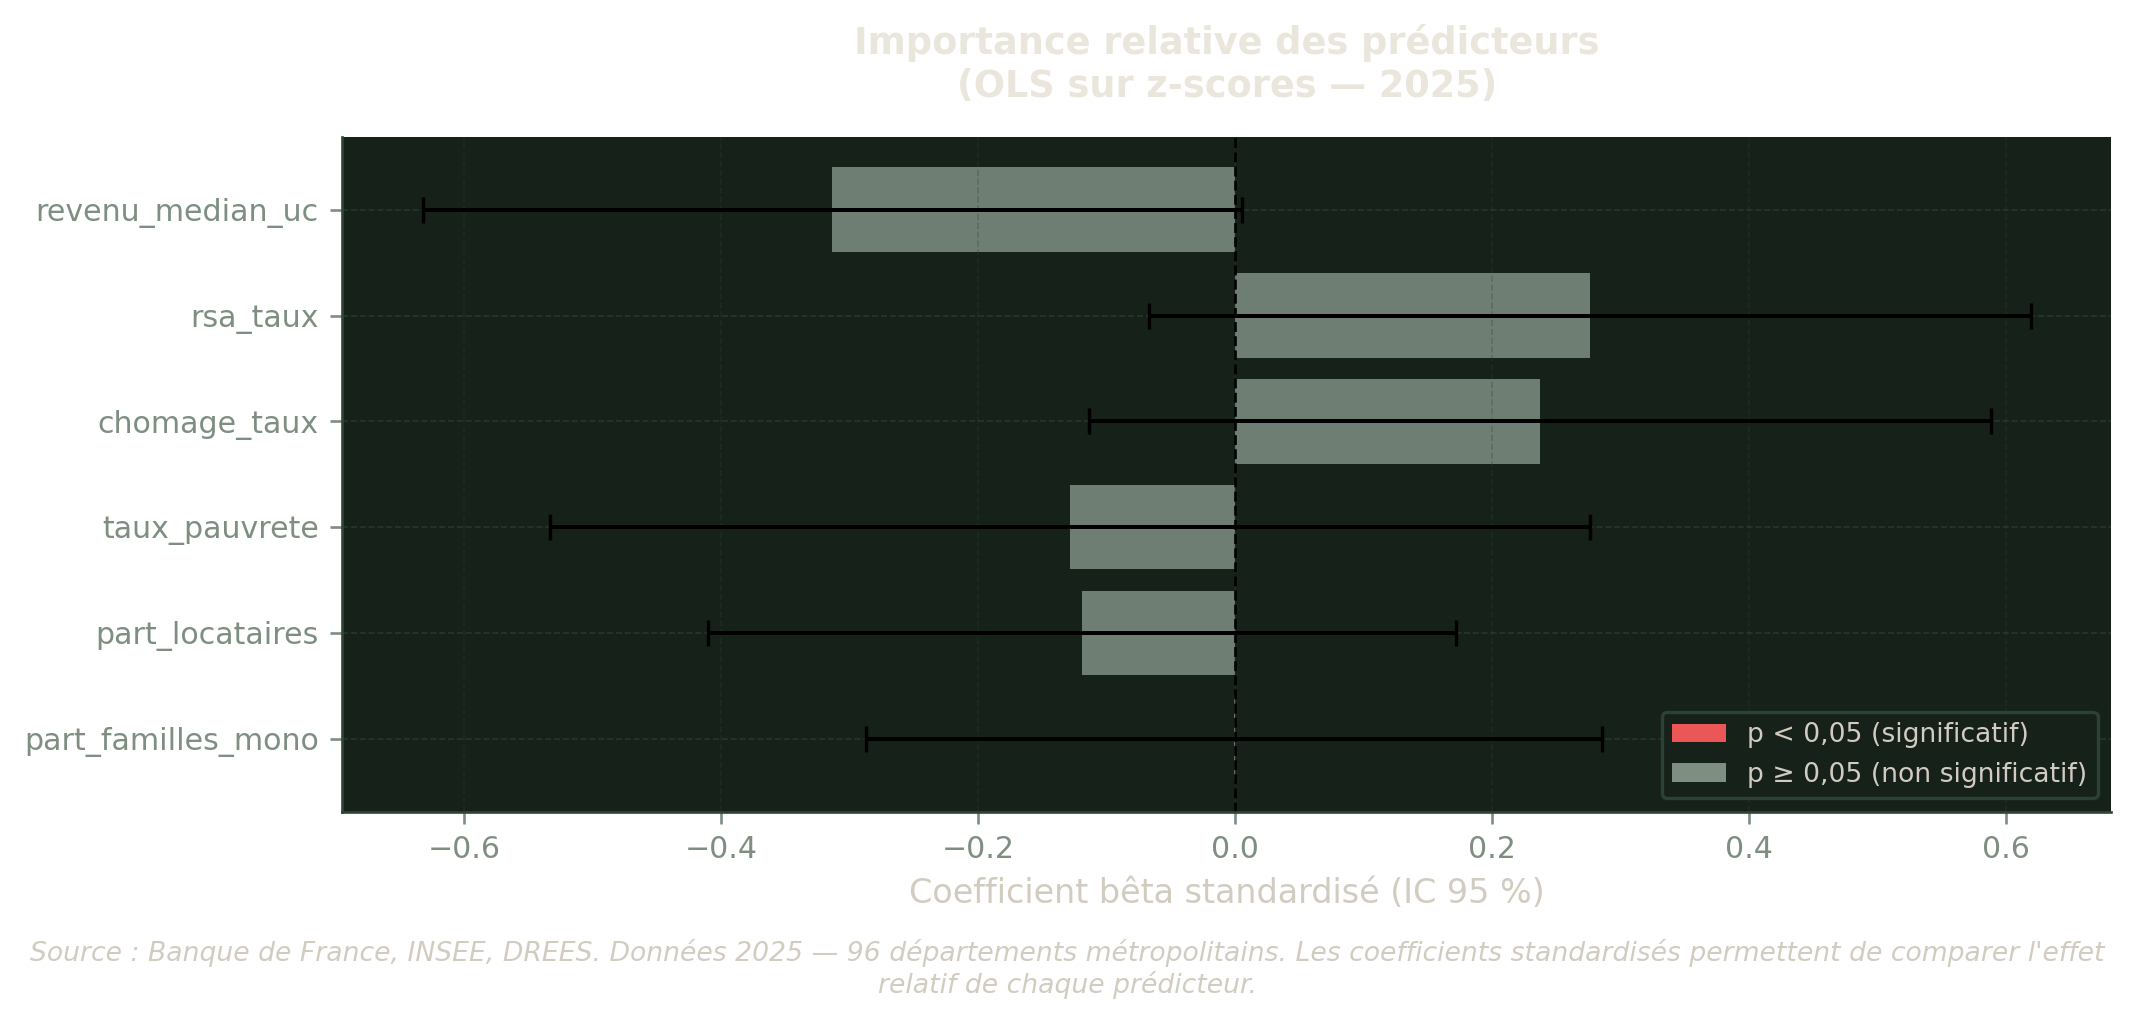 Importance relative des prédicteurs
(OLS sur z-scores — 2025)
revenu_median_uc
rsa_taux
chomage_taux
taux_pauvrete
part_locataires
part_familles_mono
p < 0,05 (significatif)
p ≥ 0,05 (non significatif)
−0.6 −0.4 −0.2 0.0 0.2 0.4 0.6
Coefficient bêta standardisé (IC 95 %)
Source : Banque de France, INSEE, DREES. Données 2025 — 96 départements métropolitains. Les coefficients standardisés permettent de comparer l'effet
relatif de chaque prédicteur.